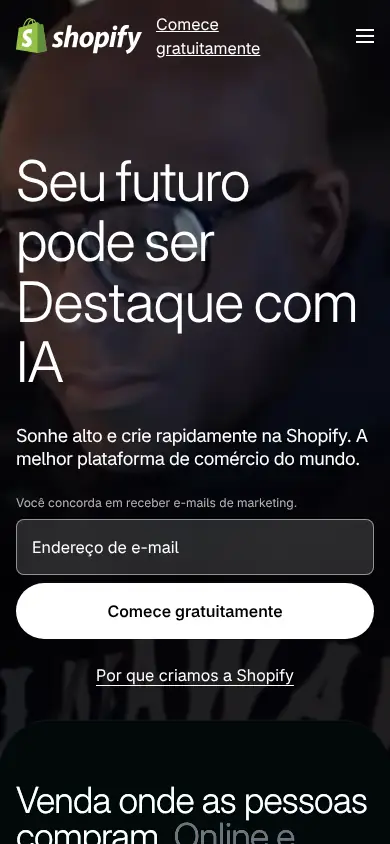 shopify
Comece
gratuitamente
Seu futuro
pode ser
Destaque com
IA
Sonhe alto e crie rapidamente na Shopify. A
melhor plataforma de comércio do mundo.
Você concorda em receber e-mails de marketing.
Endereço de e-mail
Comece gratuitamente
Por que criamos a Shopify
Venda onde as pessoas
compram. Online e